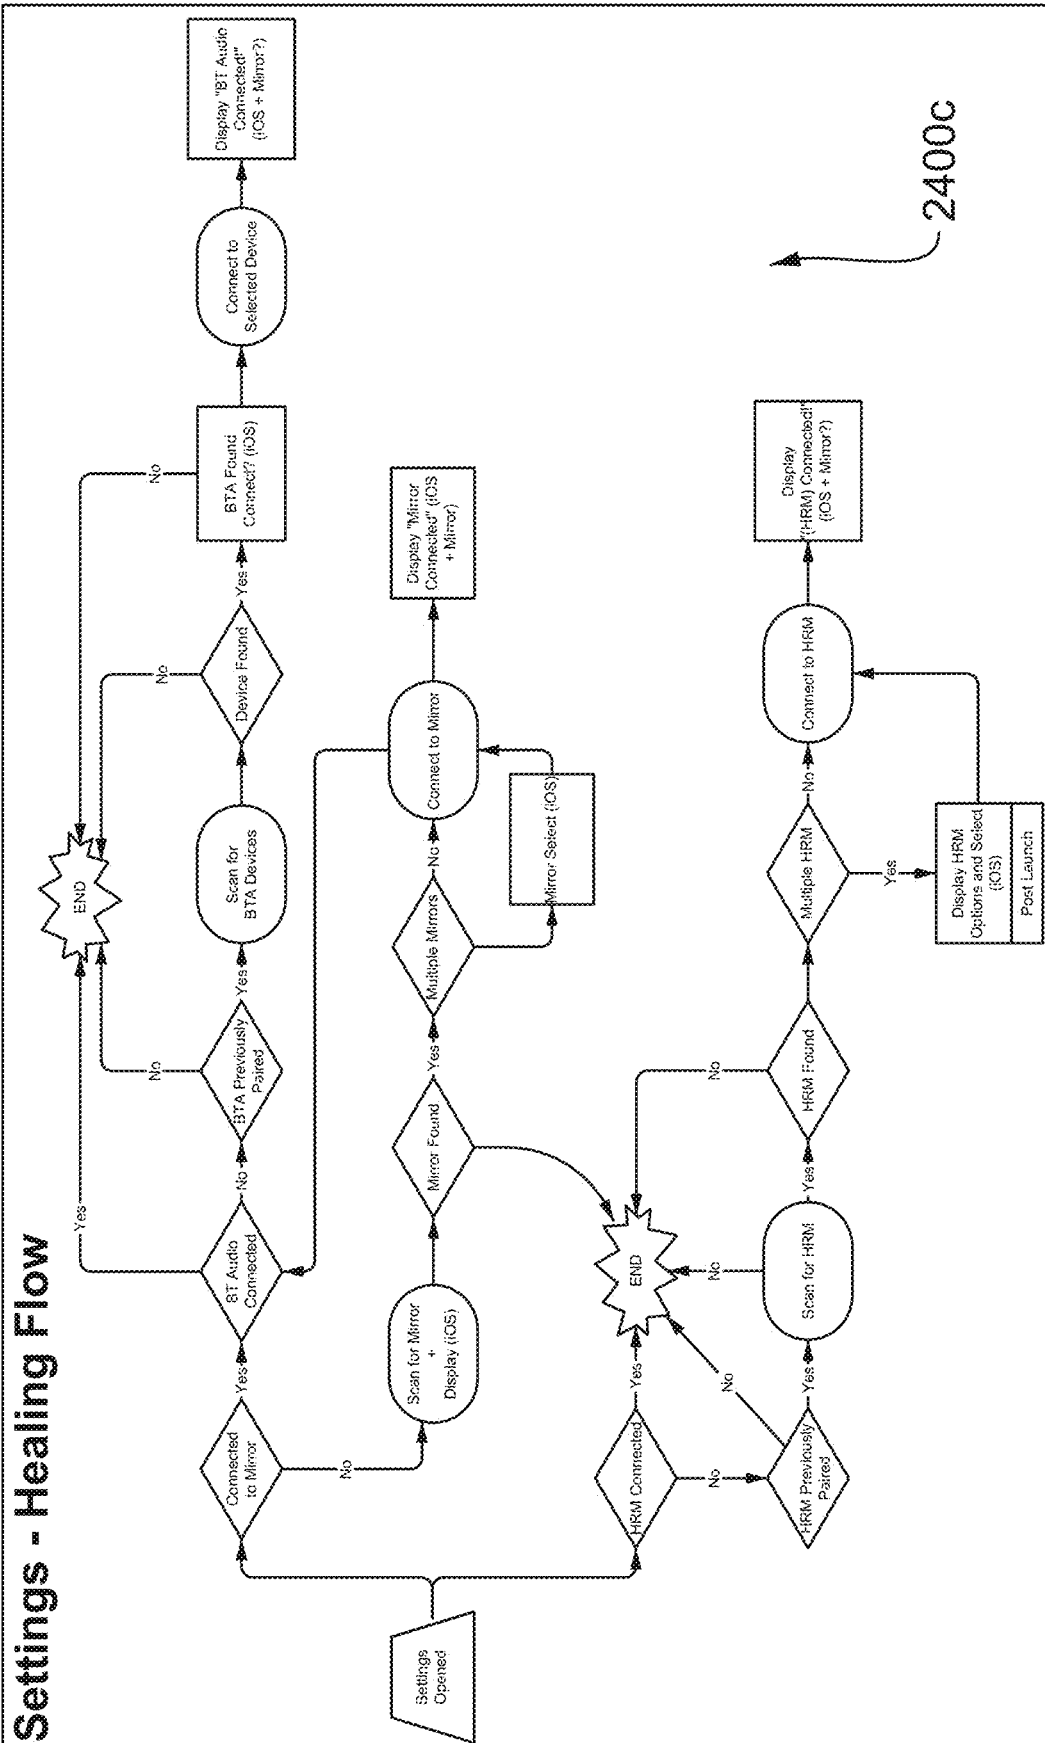 Settings - Healing Flow
Settings
Opened
Connected
to Mirror
Yes
No
BT Audio
Connected
Yes
No
BTA Previously
Paired
No
Yes
Scan for
BTA Devices
END
Device Found
No
Yes
BTA Found
Connect? (iOS)
No
Connect to
Selected Device
Display "BT Audio
Connected!"
(iOS + Mirror?)
Scan for Mirror
+
Display (iOS)
Mirror Found
Yes
Multiple Mirrors
No
Mirror Select (iOS)
Connect to Mirror
Display "Mirror
Connected" (iOS
+ Mirror)
HRM Connected
Yes
No
END
HRM Previously
Paired
No
Yes
Scan for HRM
No
Yes
HRM Found
No
Multiple HRM
No
Yes
Display HRM
Options and Select
(iOS)
Post Launch
Connect to HRM
Display
"(HRM) Connected!"
(iOS + Mirror?)
2400c